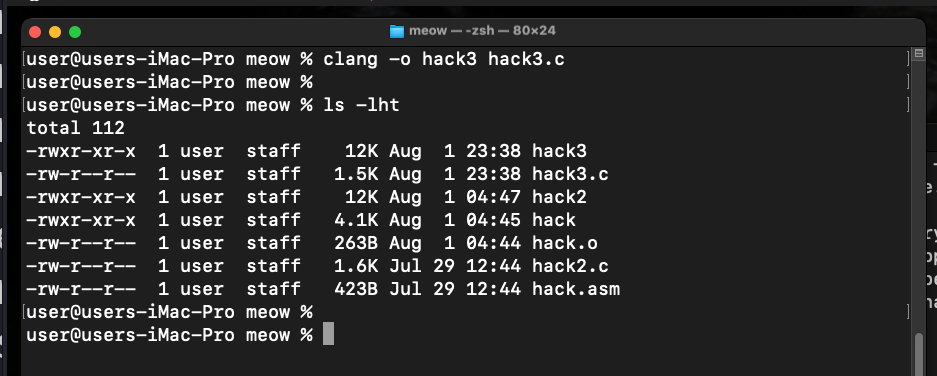 meow — -zsh — 80×24
[user@users-iMac-Pro meow % clang -o hack3 hack3.c ]
[user@users-iMac-Pro meow % ]
[user@users-iMac-Pro meow % ls -lht ]
total 112
-rwxr-xr-x  1 user  staff    12K Aug  1 23:38 hack3
-rw-r--r--  1 user  staff   1.5K Aug  1 23:38 hack3.c
-rwxr-xr-x  1 user  staff    12K Aug  1 04:47 hack2
-rwxr-xr-x  1 user  staff   4.1K Aug  1 04:45 hack
-rw-r--r--  1 user  staff   263B Aug  1 04:44 hack.o
-rw-r--r--  1 user  staff   1.6K Jul 29 12:44 hack2.c
-rw-r--r--  1 user  staff   423B Jul 29 12:44 hack.asm
[user@users-iMac-Pro meow % ]
user@users-iMac-Pro meow %